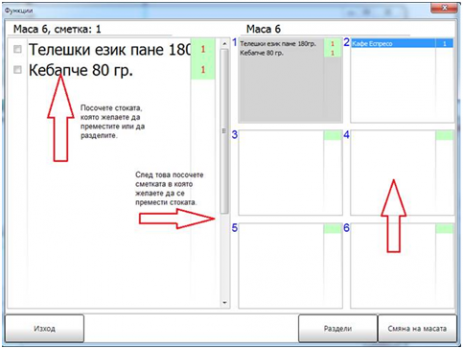 Функции
Маса 6, сметка: 1
Маса 6
Телешки език пане 180
1
Кебапче 80 гр.
1
Посочете стоката,
която желаете да
преместите или да
разделите.
След това посочете
сметката в която
желаете да се
премести стоката.
1
Телешки език пане 180гр.
1
Кебапче 80 гр.
1
2
Кафе Еспресо
1
3
4
5
6
Изход
Раздели
Смяна на масата